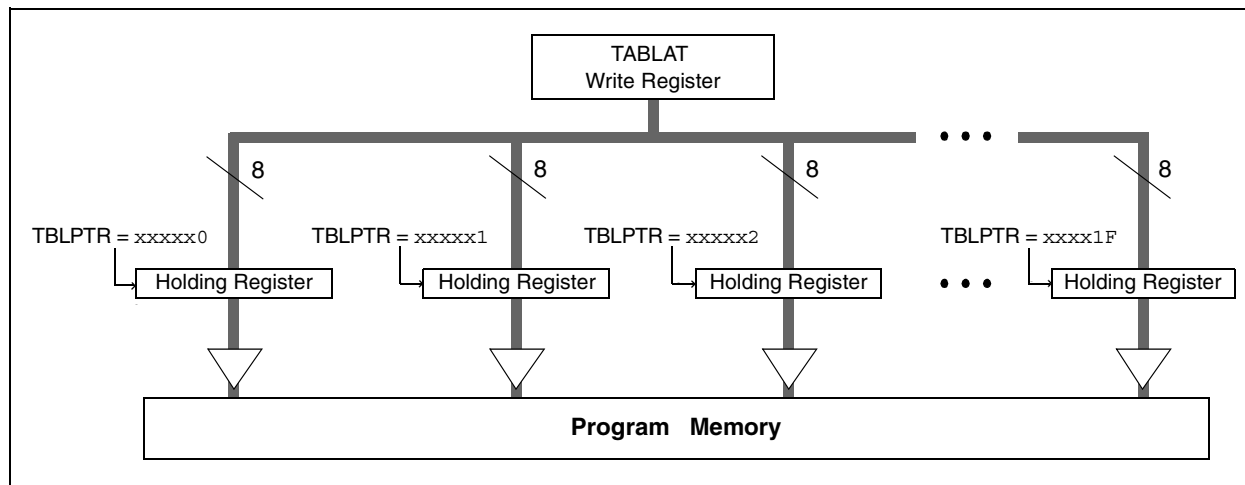 TABLAT
Write Register
8
8
8
8
TBLPTR = xxxxx0
TBLPTR = xxxxx1
TBLPTR = xxxxx2
TBLPTR = xxxx1F
Holding Register
Holding Register
Holding Register
Holding Register
Program Memory